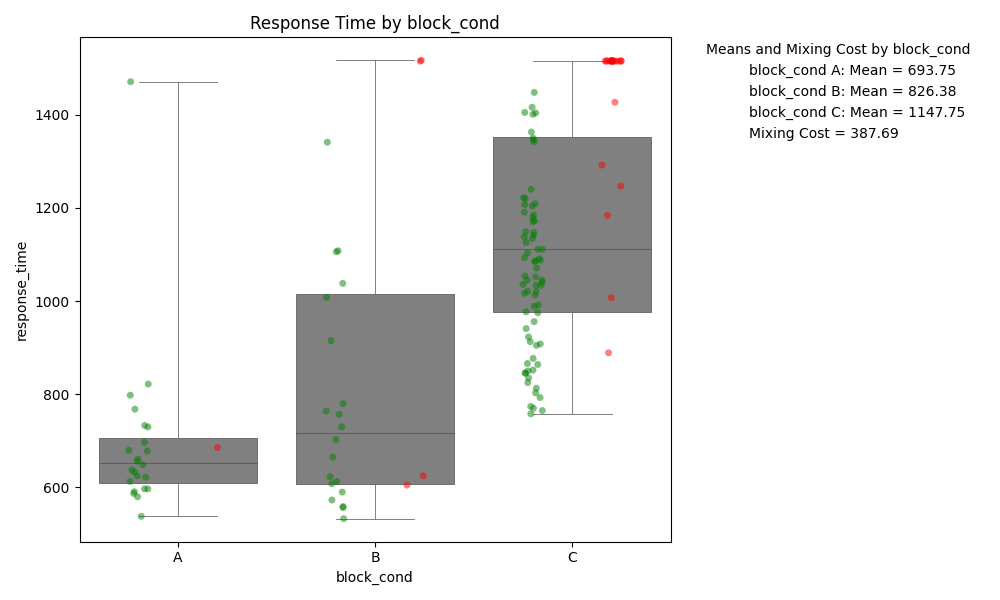 Response Time by block_cond
Means and Mixing Cost by block_cond
block_cond A: Mean = 693.75
block_cond B: Mean = 826.38
block_cond C: Mean = 1147.75
Mixing Cost = 387.69
response_time
1400
1200
1000
800
600
A
B
C
block_cond